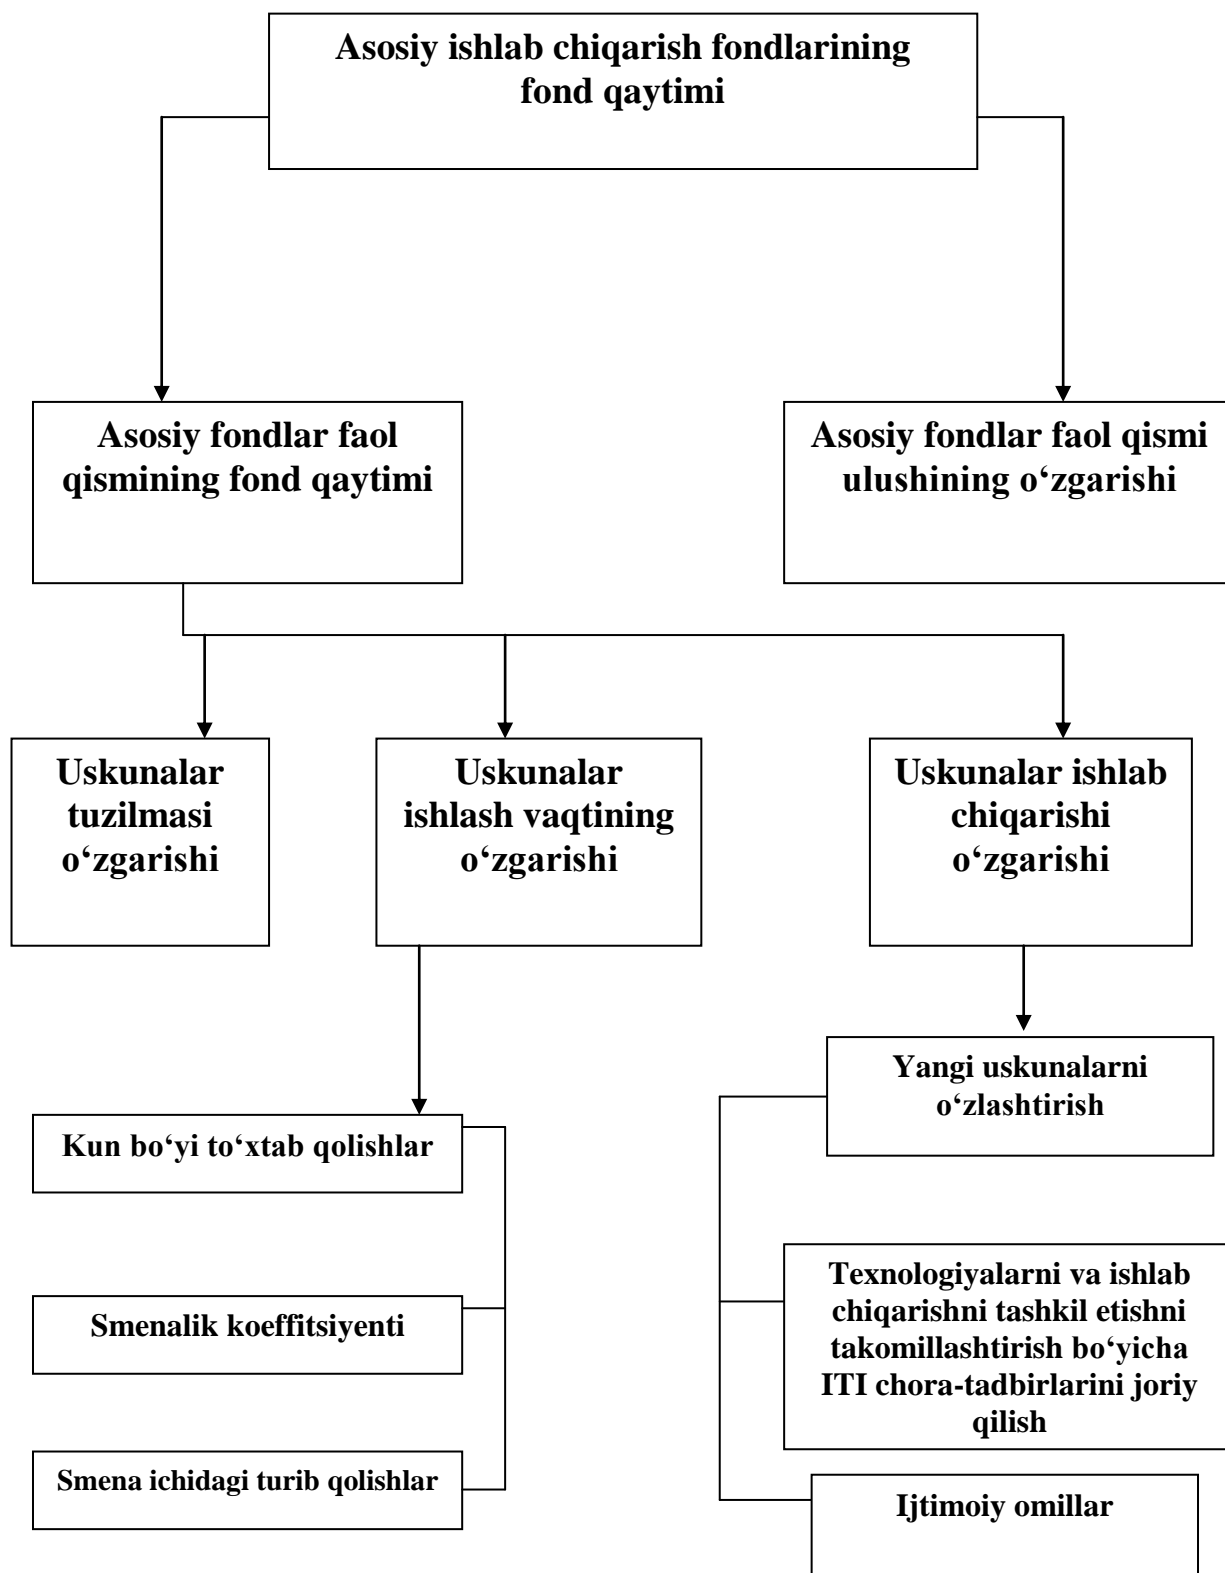 Asosiy ishlab chiqarish fondlarining
fond qaytimi
Asosiy fondlar faol
qismining fond qaytimi
Asosiy fondlar faol qismi
ulushining o‘zgarishi
Uskunalar
tuzilmasi
o‘zgarishi
Uskunalar
ishlash vaqtining
o‘zgarishi
Uskunalar ishlab
chiqarishi
o‘zgarishi
Kun bo‘yi to‘xtab qolishlar
Smenalik koeffitsiyenti
Smena ichidagi turib qolishlar
Yangi uskunalarni
o‘zlashtirish
Texnologiyalarni va ishlab
chiqarishni tashkil etishni
takomillashtirish bo‘yicha
ITI chora-tadbirlarini joriy
qilish
Ijtimoiy omillar